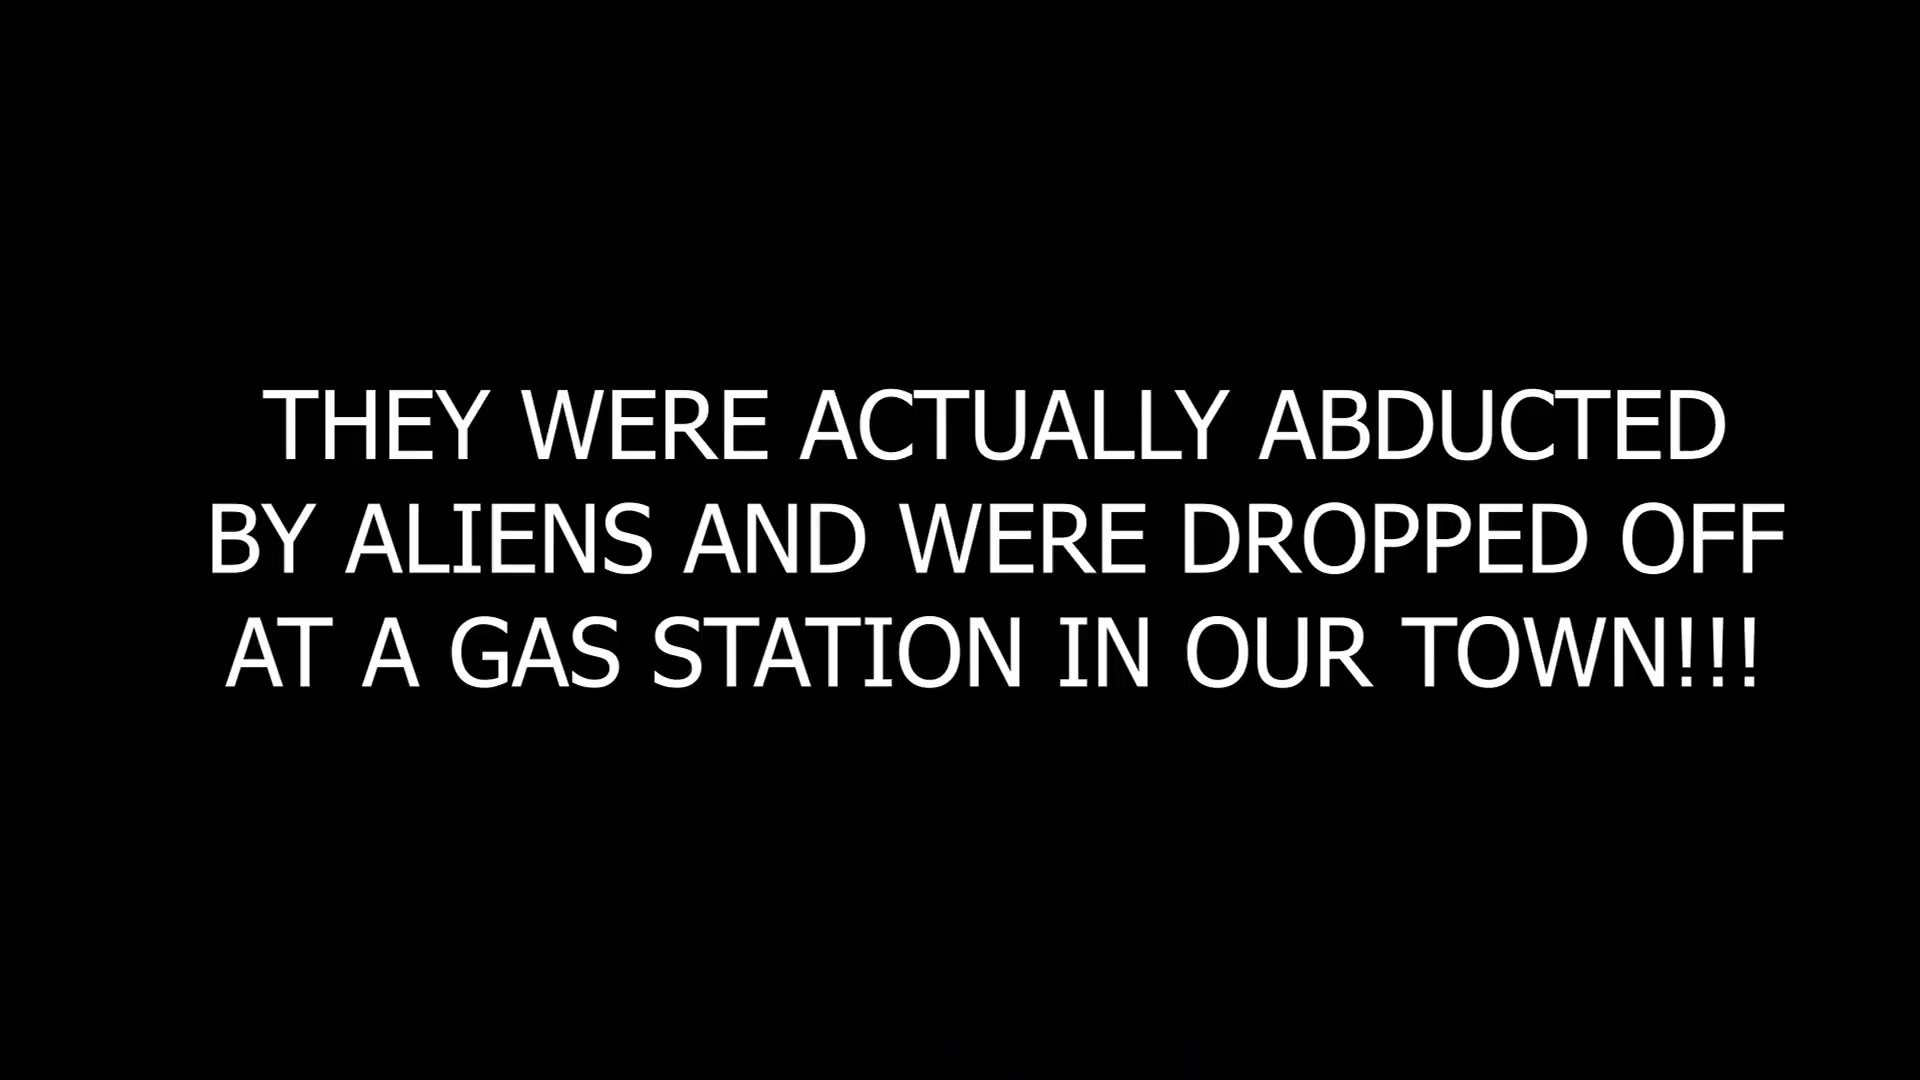 THEY WERE ACTUALLY ABDUCTED
BY ALIENS AND WERE DROPPED OFF
AT A GAS STATION IN OUR TOWN!!!